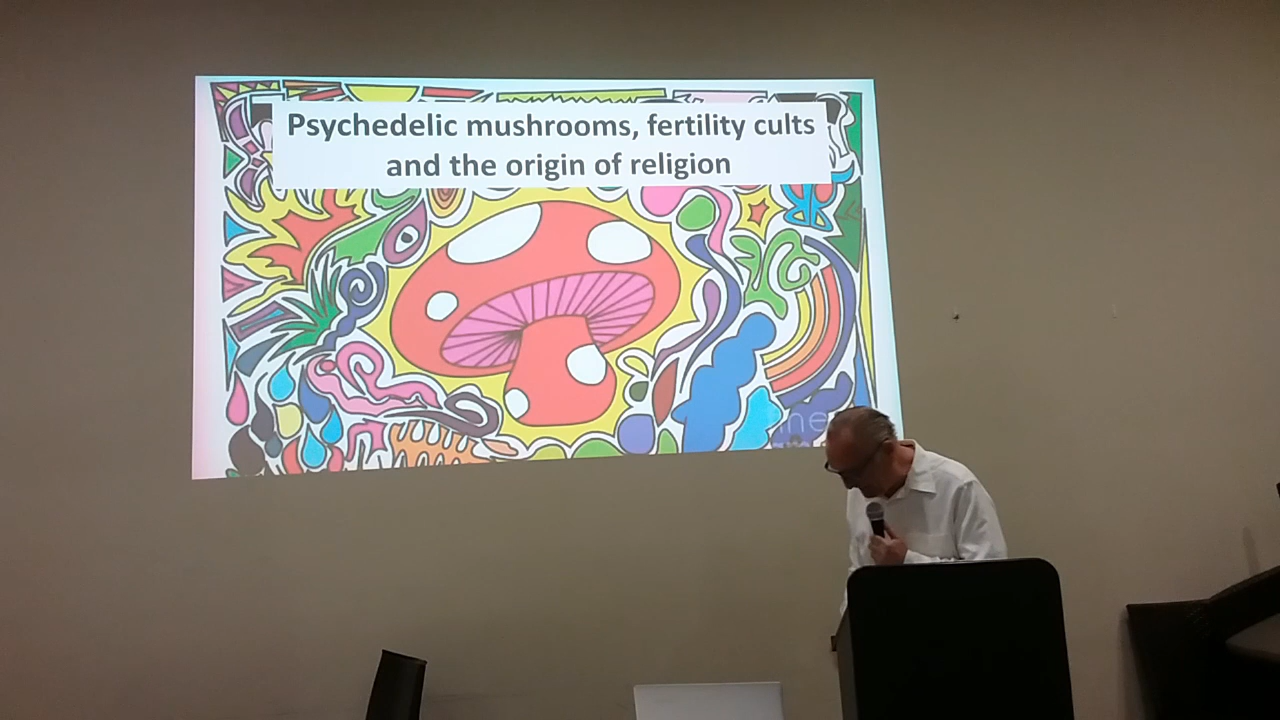 Psychedelic mushrooms, fertility cults
and the origin of religion